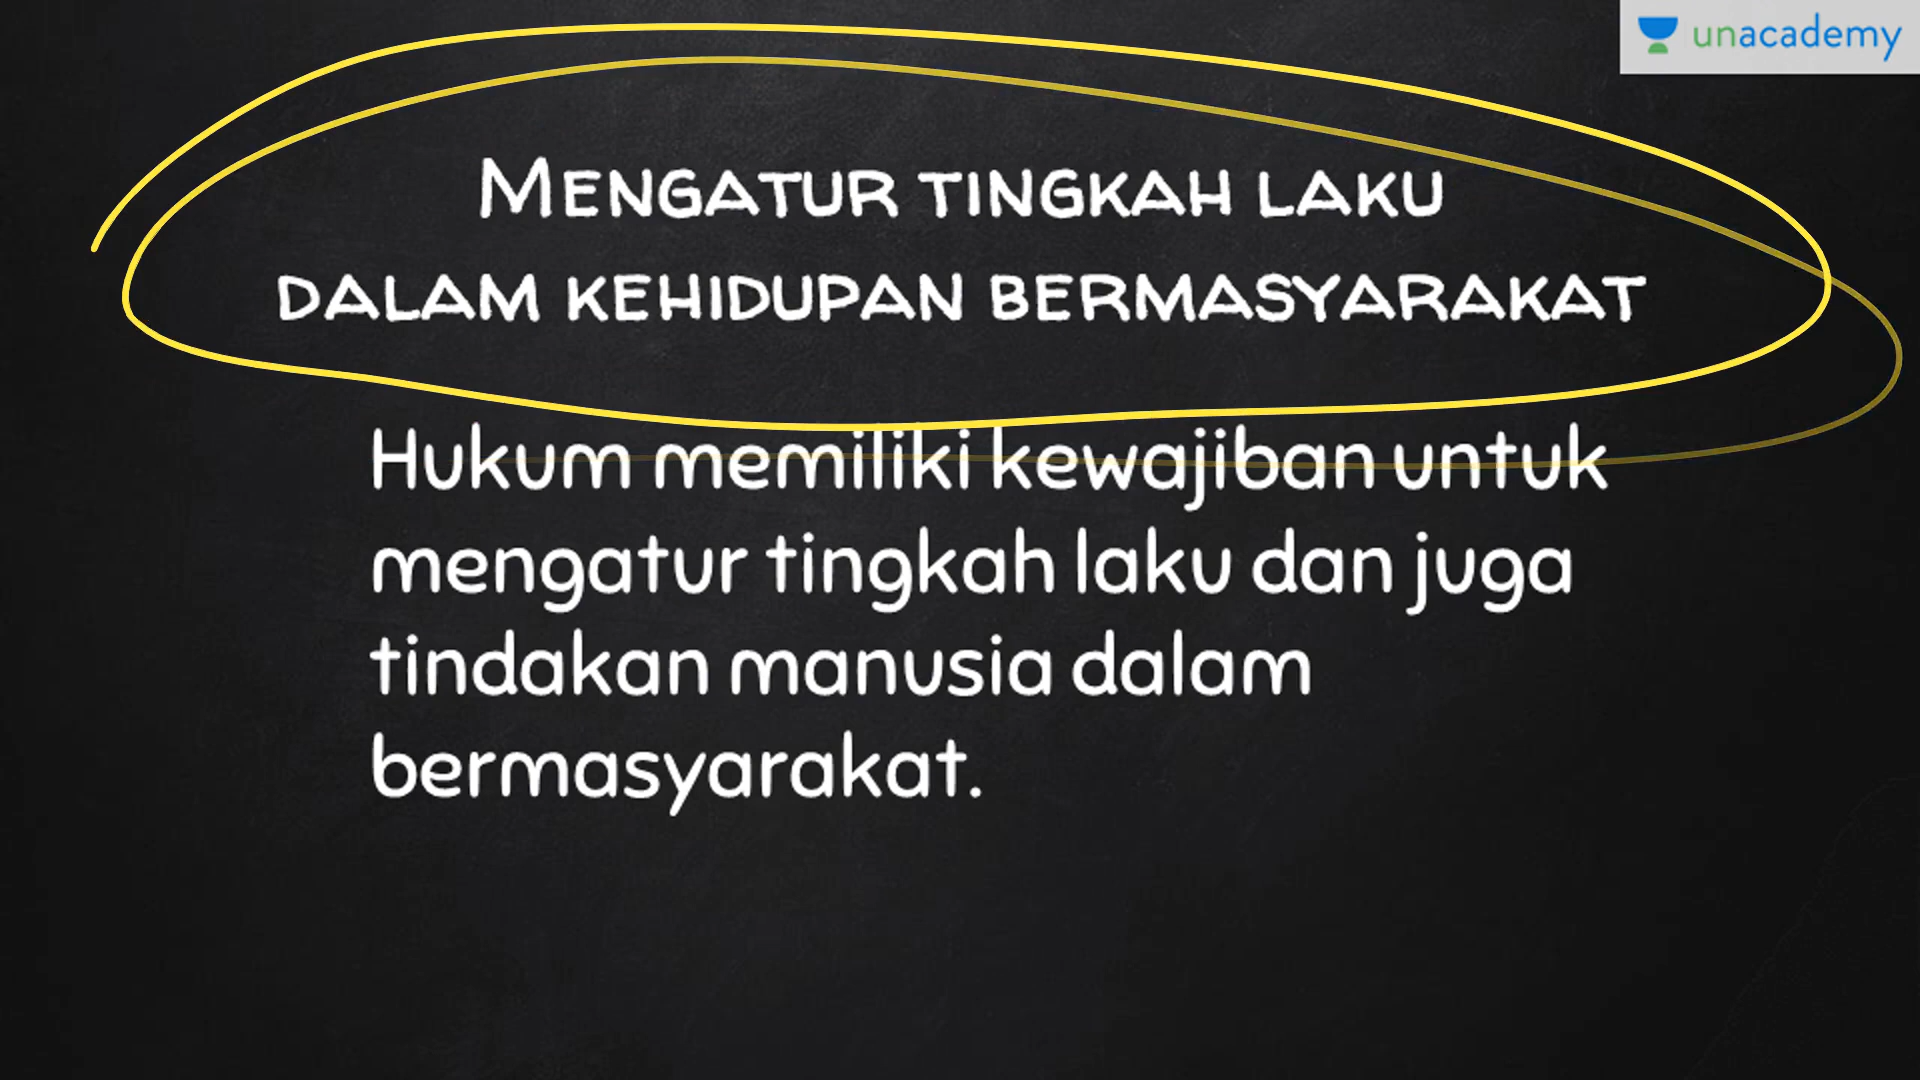 unacademy
Mengatur tingkah laku
dalam kehidupan bermasyarakat
Hukum memiliki kewajiban untuk
mengatur tingkah laku dan juga
tindakan manusia dalam
bermasyarakat.